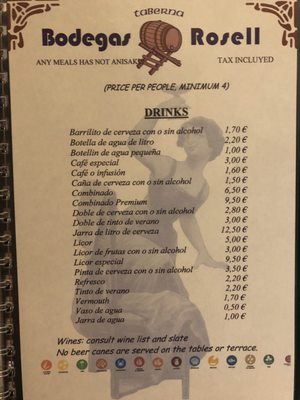 taberna
Bodegas Rosell
ANY MEALS HAS NOT ANISAKIS TAX INCLUYED
(PRICE PER PEOPLE, MINIMUM 4)
DRINKS
Barrilito de cerveza con o sin alcohol 1,70 €
Botella de agua de litro 2,20 €
Botellin de agua pequeña 1,00 €
Café especial 3,00 €
Café o infusión 1,60 €
Caña de cerveza con o sin alcohol 1,50 €
Combinado 6,50 €
Combinado Premium 9,50 €
Doble de cerveza con o sin alcohol 2,80 €
Doble de tinto de verano 3,00 €
Jarra de litro de cerveza 12,50 €
Licor 5,00 €
Licor de frutas con o sin alcohol 3,00 €
Licor especial 9,50 €
Pinta de cerveza con o sin alcohol 3,50 €
Refresco 2,20 €
Tinto de verano 2,20 €
Vermouth 1,70 €
Vaso de agua 0,50 €
Jarra de agua 1,00 €
Wines: consult wine list and slate
No beer canes are served on the tables or terrace.